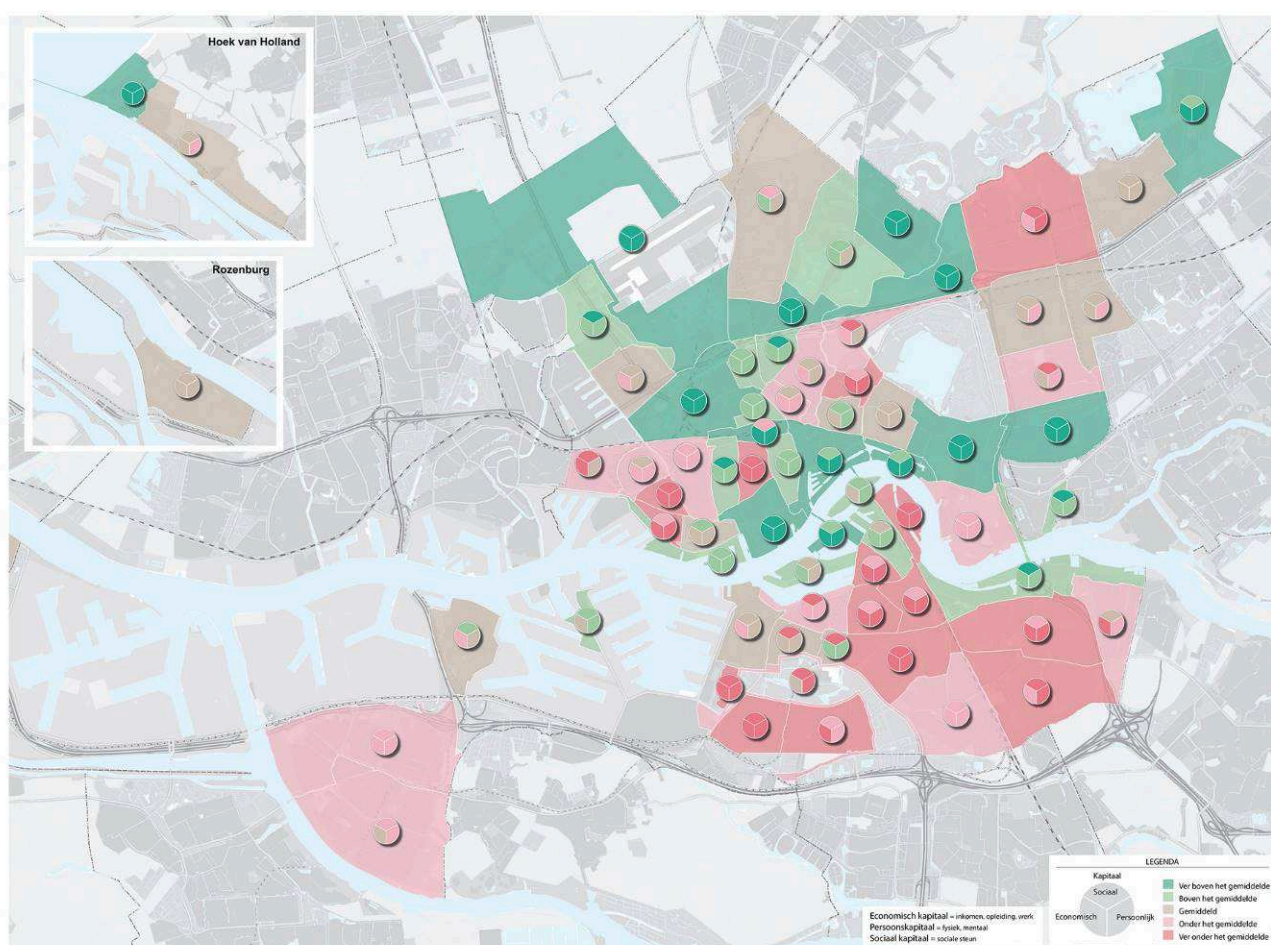 Hoek van Holland
Rozenburg
Economisch kapitaal = inkomen, opleiding, werk
Persoonskapitaal = fysiek, mentaal
Sociaal kapitaal = sociale steun
LEGENDA
Kapitaal
Sociaal
Economisch
Persoonlijk
Ver boven het gemiddelde
Boven het gemiddelde
Gemiddeld
Onder het gemiddelde
Ver onder het gemiddelde